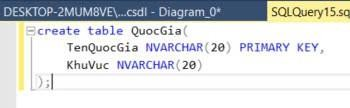 DESKTOP-2MUM8VE\...csdl - Diagram_0*
SQLQuery15.sq
create table QuocGia(
TenQuocGia NVARCHAR(20) PRIMARY KEY,
KhuVuc NVARCHAR(20)
);